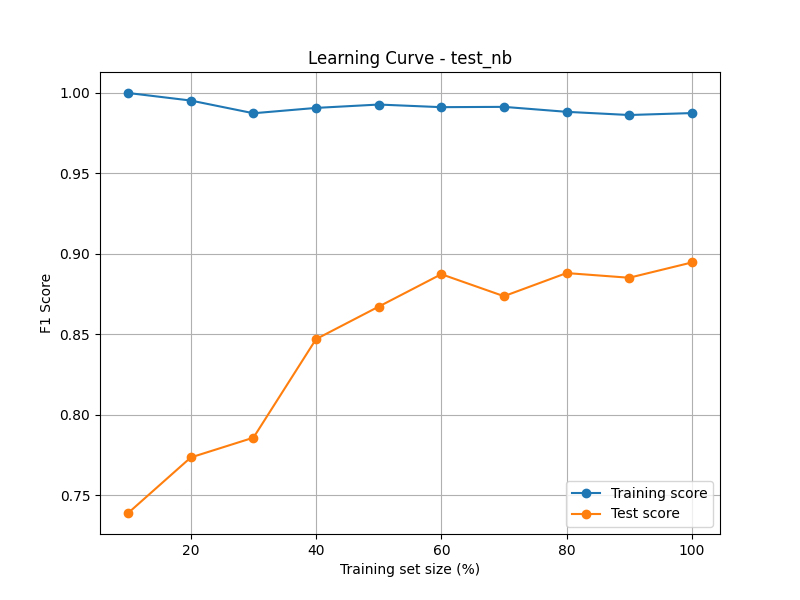 Learning Curve - test_nb
1.00
0.95
0.90
0.85
0.80
0.75
F1 Score
20
40
60
80
100
Training set size (%)
Training score
Test score